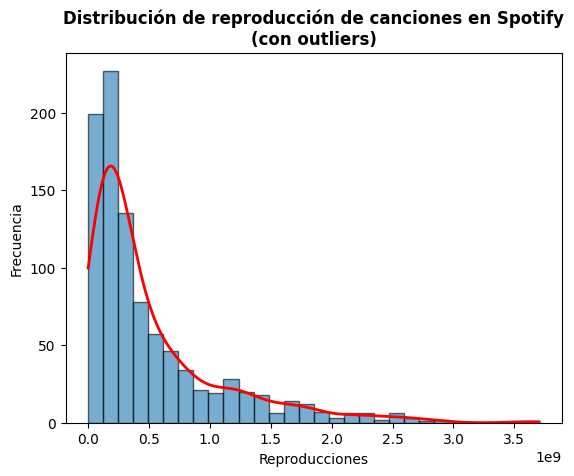 Distribución de reproducción de canciones en Spotify
(con outliers)
Frecuencia
200
150
100
50
0
0.0 0.5 1.0 1.5 2.0 2.5 3.0 3.5
1e9
Reproducciones